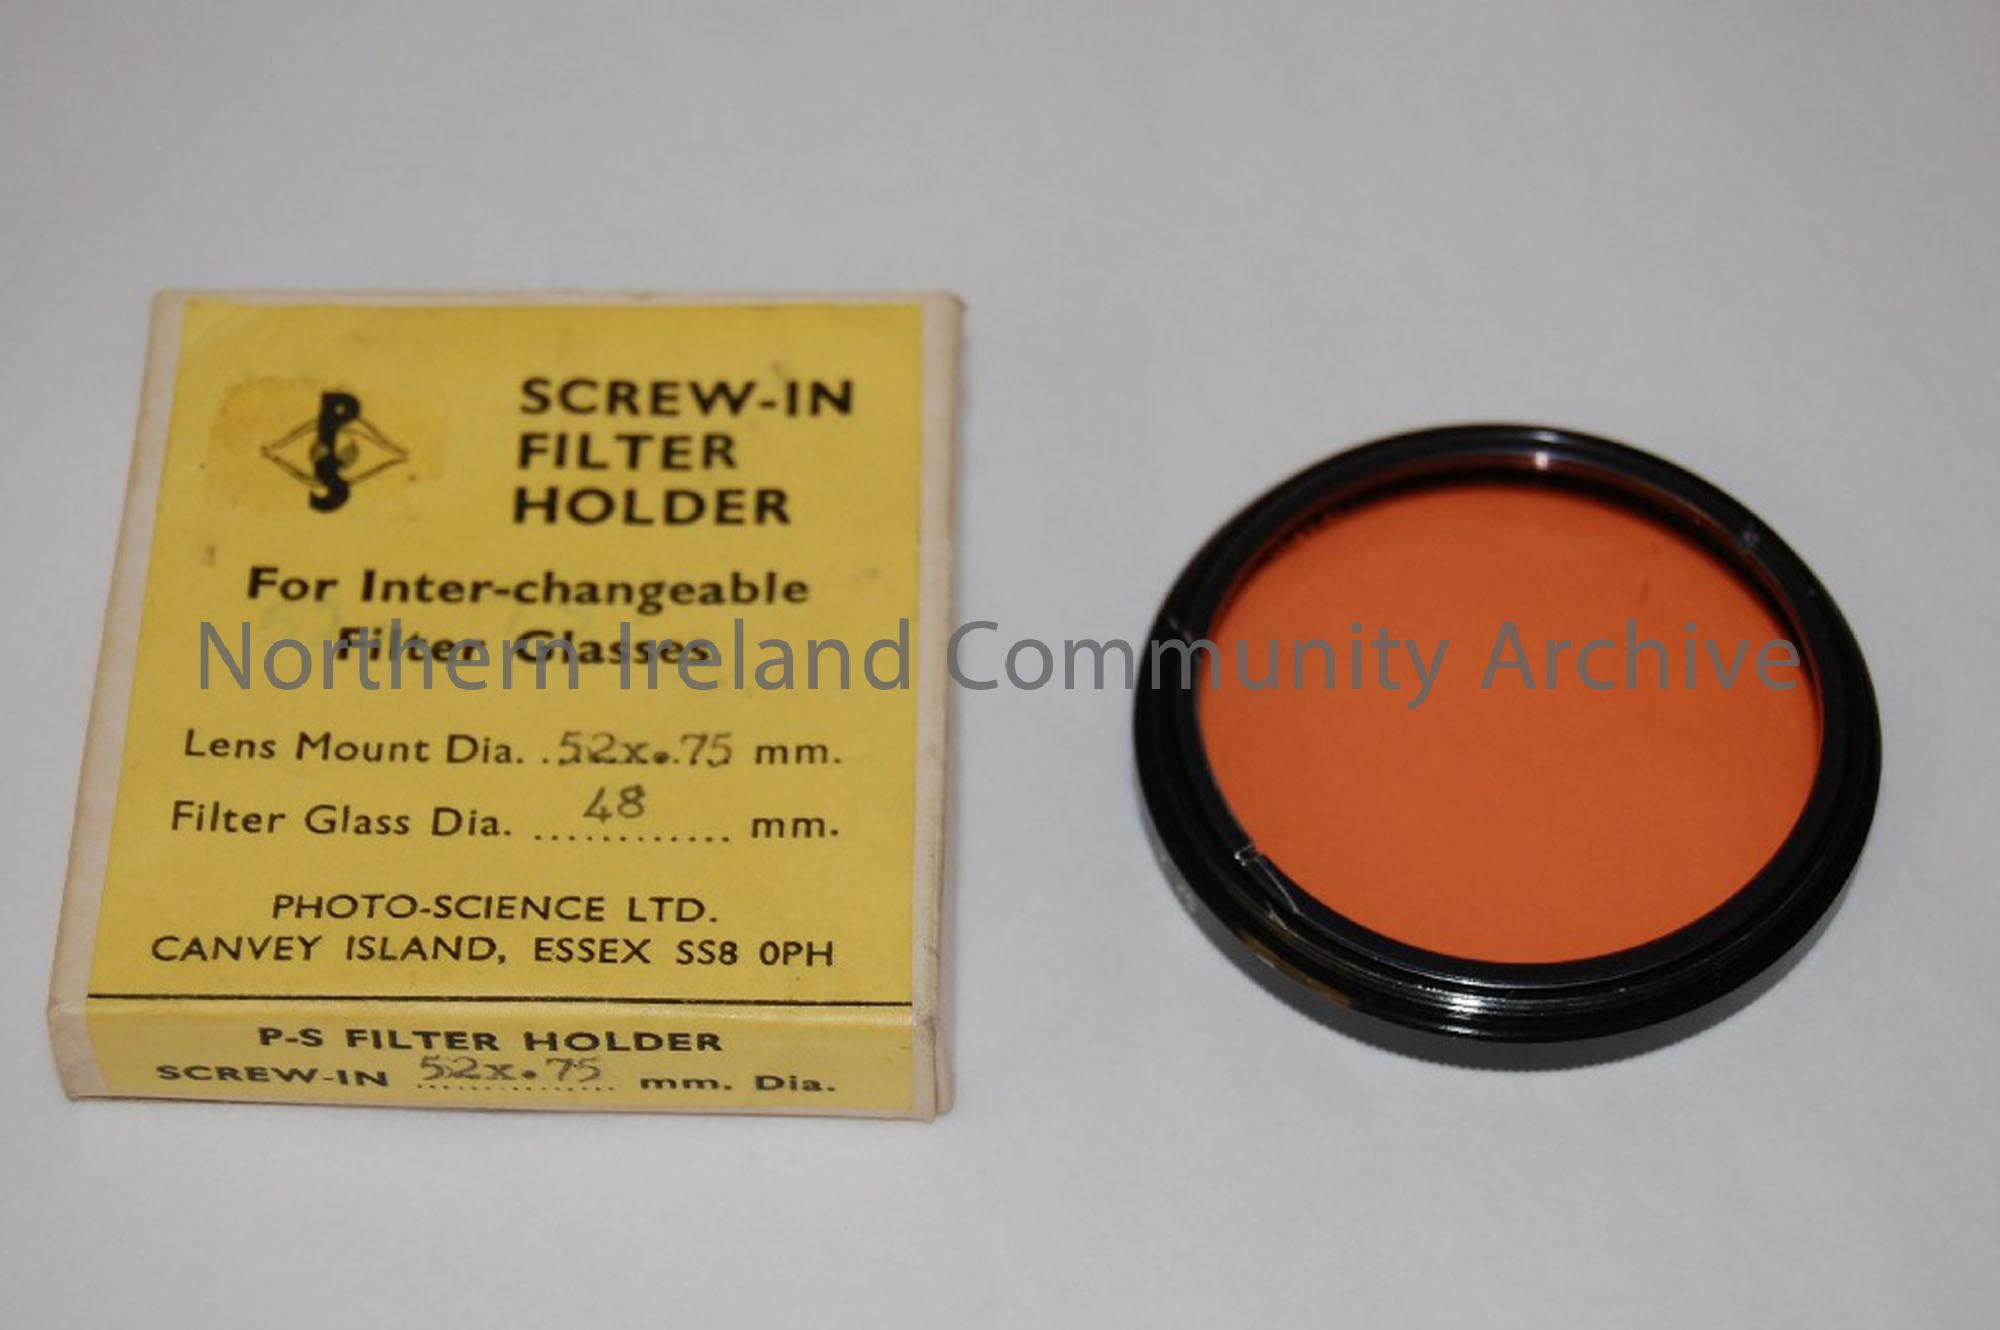 P
S
SCREW-IN
FILTER
HOLDER
For Inter-changeable
Filter Glasses
Lens Mount Dia. . 52x..75 mm.
Filter Glass Dia. ............ mm.
48
PHOTO-SCIENCE LTD.
CANVEY ISLAND, ESSEX SS8 0PH
P-S FILTER HOLDER
SCREW-IN 52x.75 mm. Dia.
Northern Ireland Community Archive